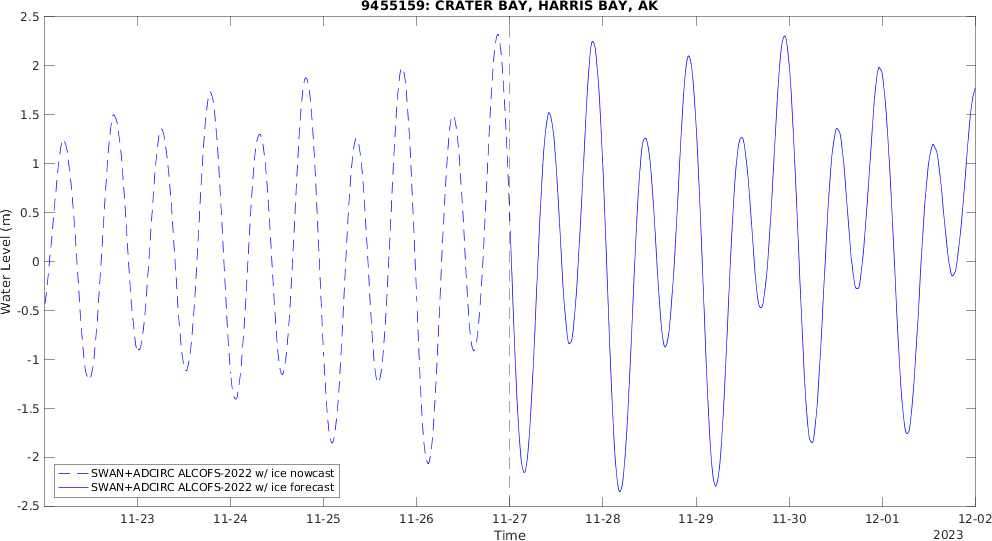 9455159: CRATER BAY, HARRIS BAY, AK
Water Level (m)
2.5
2
1.5
1
0.5
0
-0.5
-1
-1.5
-2
-2.5
SWAN+ADCIRC ALCOFS-2022 w/ ice nowcast
SWAN+ADCIRC ALCOFS-2022 w/ ice forecast
11-23 11-24 11-25 11-26 11-27 11-28 11-29 11-30 12-01 12-02
Time
2023